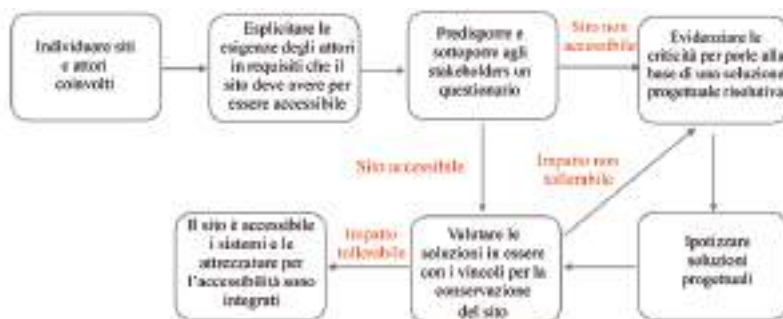 Individuare siti
e attori
coinvolti
Esplicitare le
esigenze degli attori
in requisiti che il
sito deve avere per
essere accessibile
Predisporre e
sottoporre agli
stakeholders un
questionario
Sito non
accessibile
Evidenziare le
criticità per porle alla
base di una soluzione
progettuale risolutiva
Sito accessibile
Impatto non
tollerabile
Il sito è accessibile
i sistemi e le
attrezzature per
l'accessibilità sono
integrati
Impatto
tollerabile
Valutare le
soluzioni in essere
con i vincoli per la
conservazione
del sito
Ipotizzare
soluzioni
progettuali